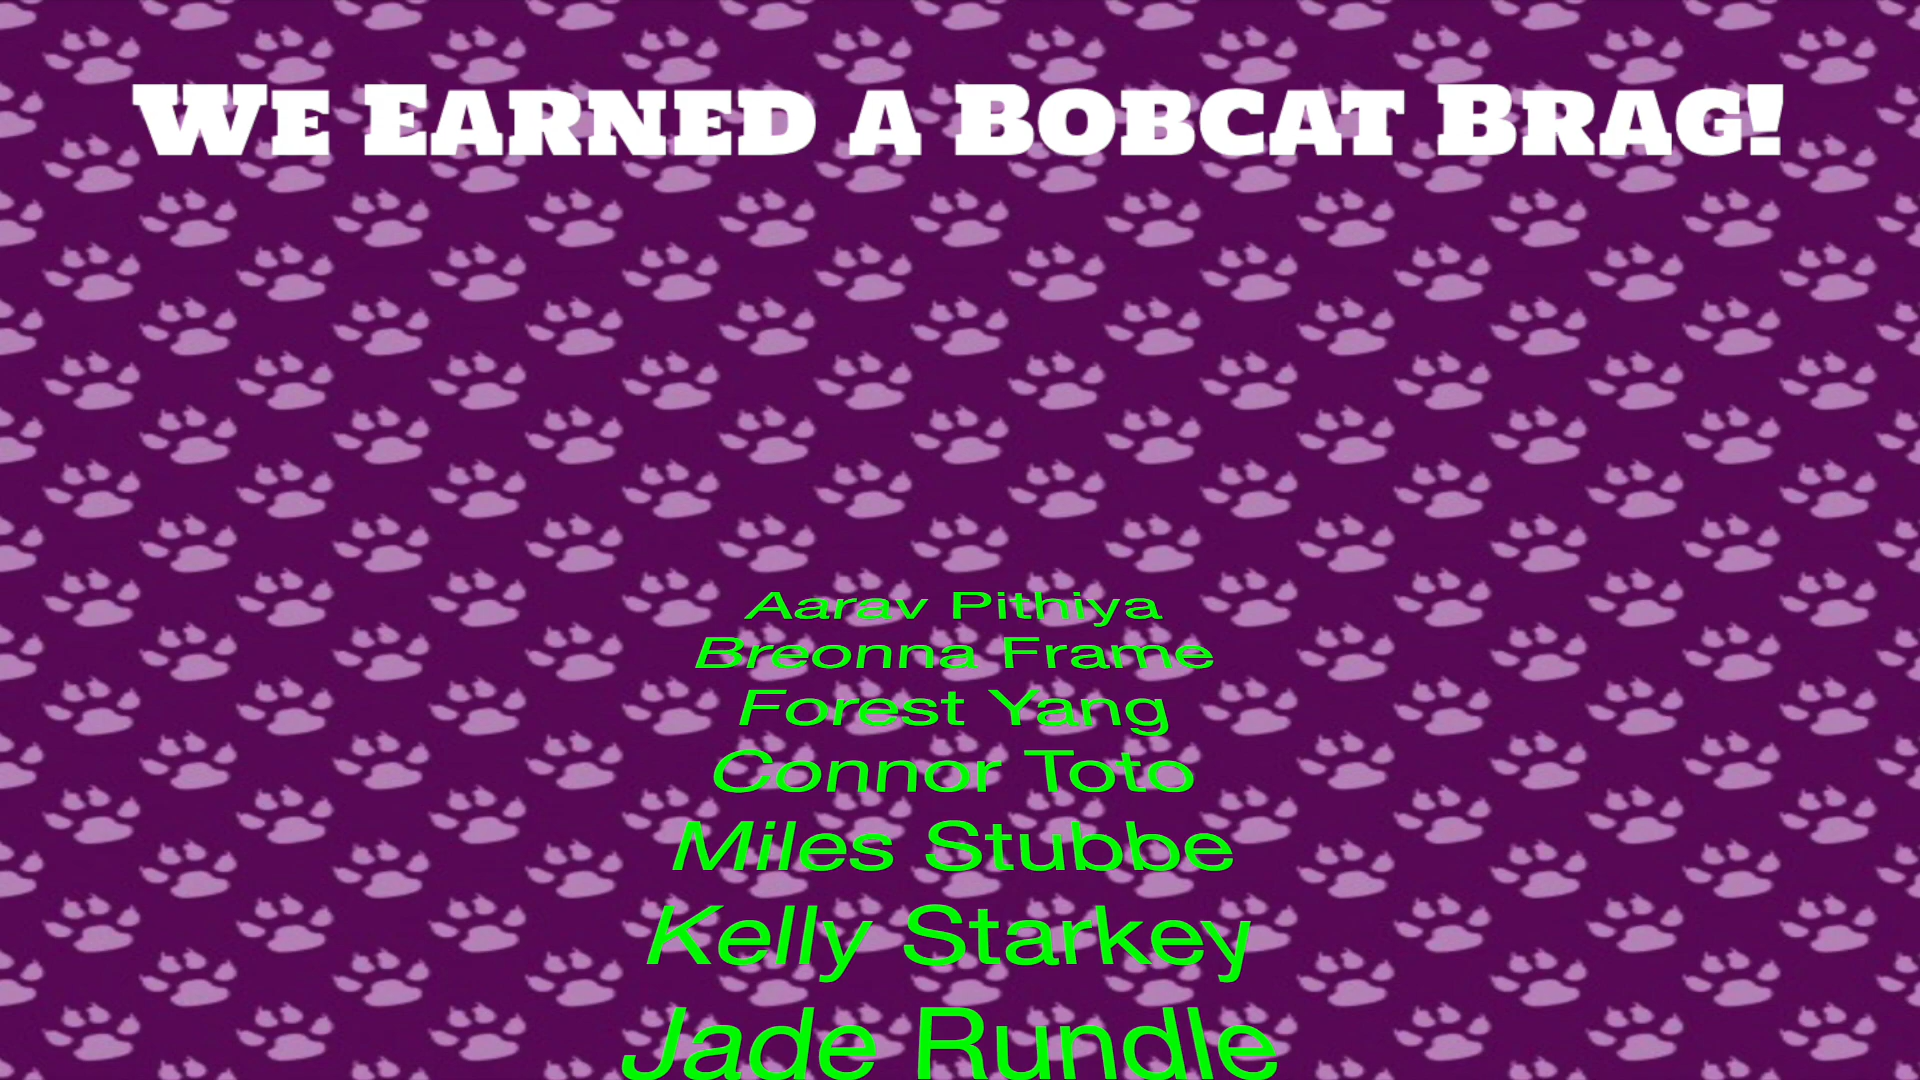 We Earned a Bobcat Brag!
Aarav Pithiya
Breonna Frame
Forest Yang
Connor Toto
Miles Stubbe
Kelly Starkey
Jade Rundle